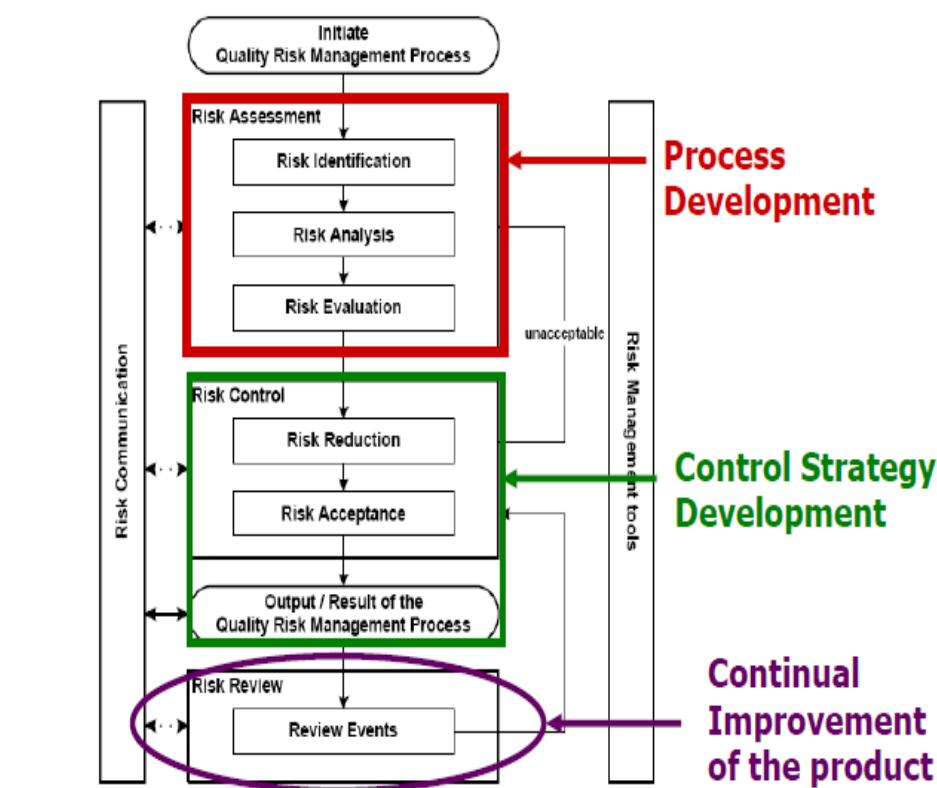 Initiate
Quality Risk Management Process
Risk Assessment
Risk Identification
Risk Analysis
Risk Evaluation
unacceptable
Risk Control
Risk Reduction
Risk Acceptance
Output / Result of the
Quality Risk Management Process
Risk Review
Review Events
Risk Communication
Risk Management tools
Process
Development
Control Strategy
Development
Continual
Improvement
of the product